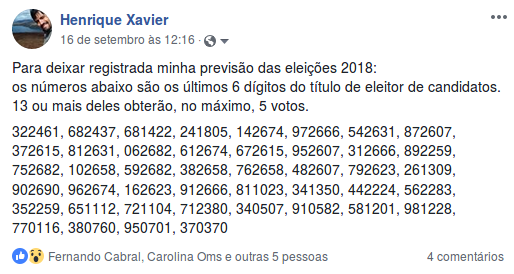 Henrique Xavier
16 de setembro às 12:16 ·
Para deixar registrada minha previsão das eleições 2018:
os números abaixo são os últimos 6 dígitos do título de eleitor de candidatos.
13 ou mais deles obterão, no máximo, 5 votos.
322461, 682437, 681422, 241805, 142674, 972666, 542631, 872607,
372615, 812631, 062682, 612674, 672615, 952607, 312666, 892259,
752682, 102658, 592682, 382658, 762658, 482607, 792623, 261309,
902690, 962674, 162623, 912666, 811023, 341350, 442224, 562283,
352259, 651112, 721104, 712380, 340507, 910582, 581201, 981228,
770116, 380760, 950701, 370370
Fernando Cabral, Carolina Oms e outras 5 pessoas
4 comentários